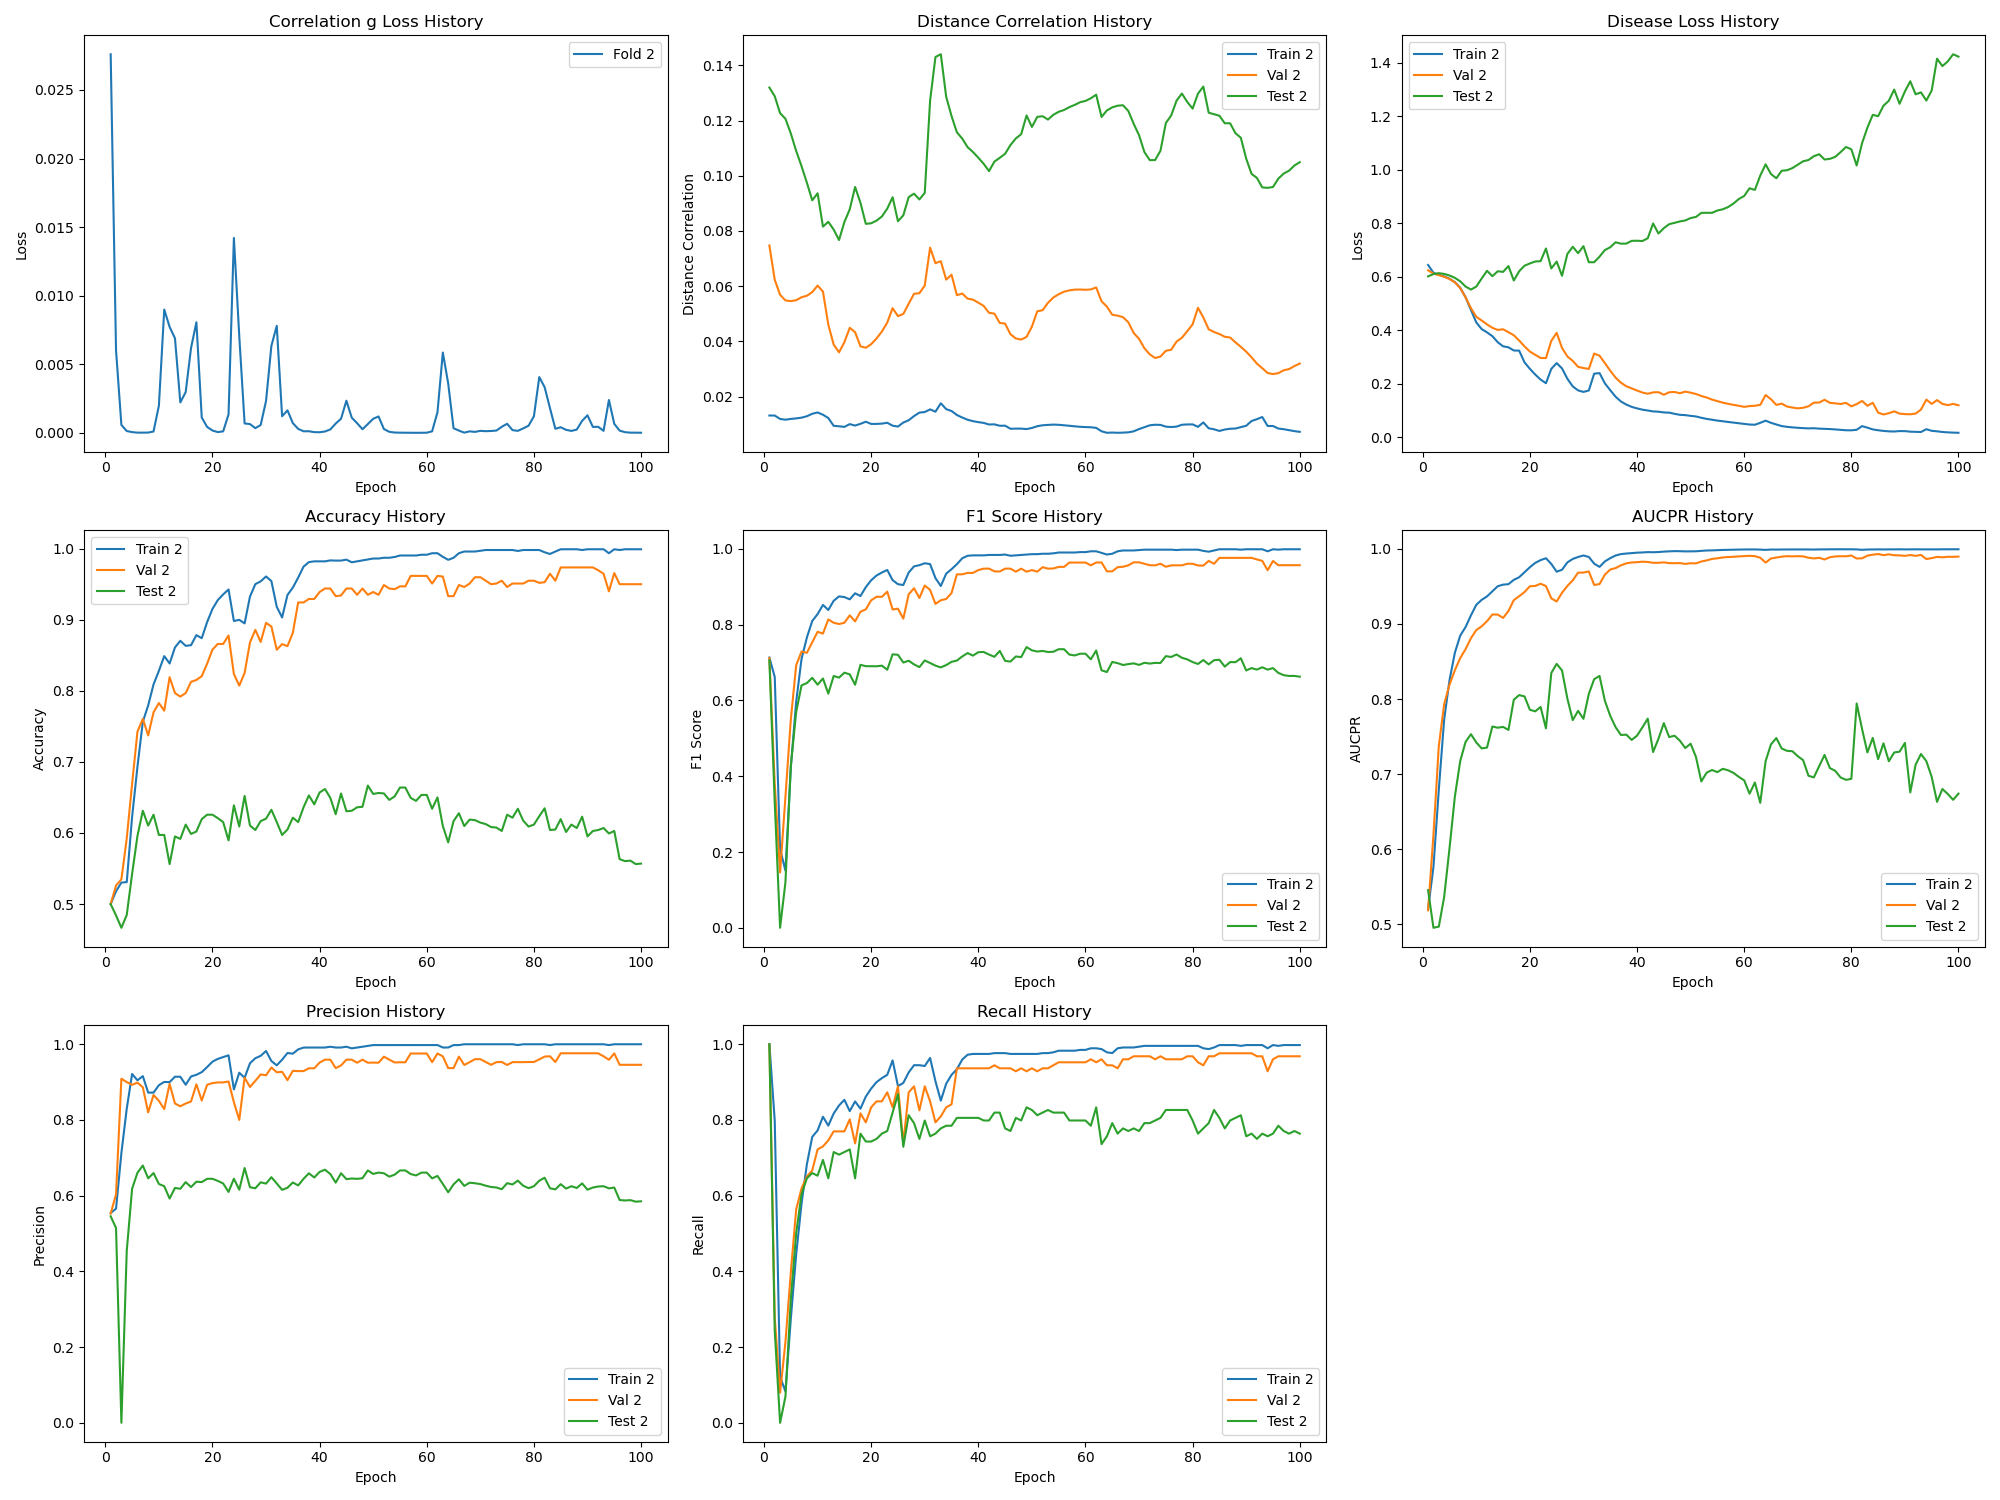 Correlation g Loss History
Loss
0.025
0.020
0.015
0.010
0.005
0.000
0 20 40 60 80 100
Epoch
Fold 2
Distance Correlation History
Distance Correlation
0.14
0.12
0.10
0.08
0.06
0.04
0.02
0 20 40 60 80 100
Epoch
Train 2
Val 2
Test 2
Disease Loss History
Loss
1.4
1.2
1.0
0.8
0.6
0.4
0.2
0.0
0 20 40 60 80 100
Epoch
Train 2
Val 2
Test 2
Accuracy History
Accuracy
1.0
0.9
0.8
0.7
0.6
0.5
0 20 40 60 80 100
Epoch
Train 2
Val 2
Test 2
F1 Score History
F1 Score
1.0
0.8
0.6
0.4
0.2
0.0
0 20 40 60 80 100
Epoch
Train 2
Val 2
Test 2
AUCPR History
AUCPR
1.0
0.9
0.8
0.7
0.6
0.5
0 20 40 60 80 100
Epoch
Train 2
Val 2
Test 2
Precision History
Precision
1.0
0.8
0.6
0.4
0.2
0.0
0 20 40 60 80 100
Epoch
Train 2
Val 2
Test 2
Recall History
Recall
1.0
0.8
0.6
0.4
0.2
0.0
0 20 40 60 80 100
Epoch
Train 2
Val 2
Test 2